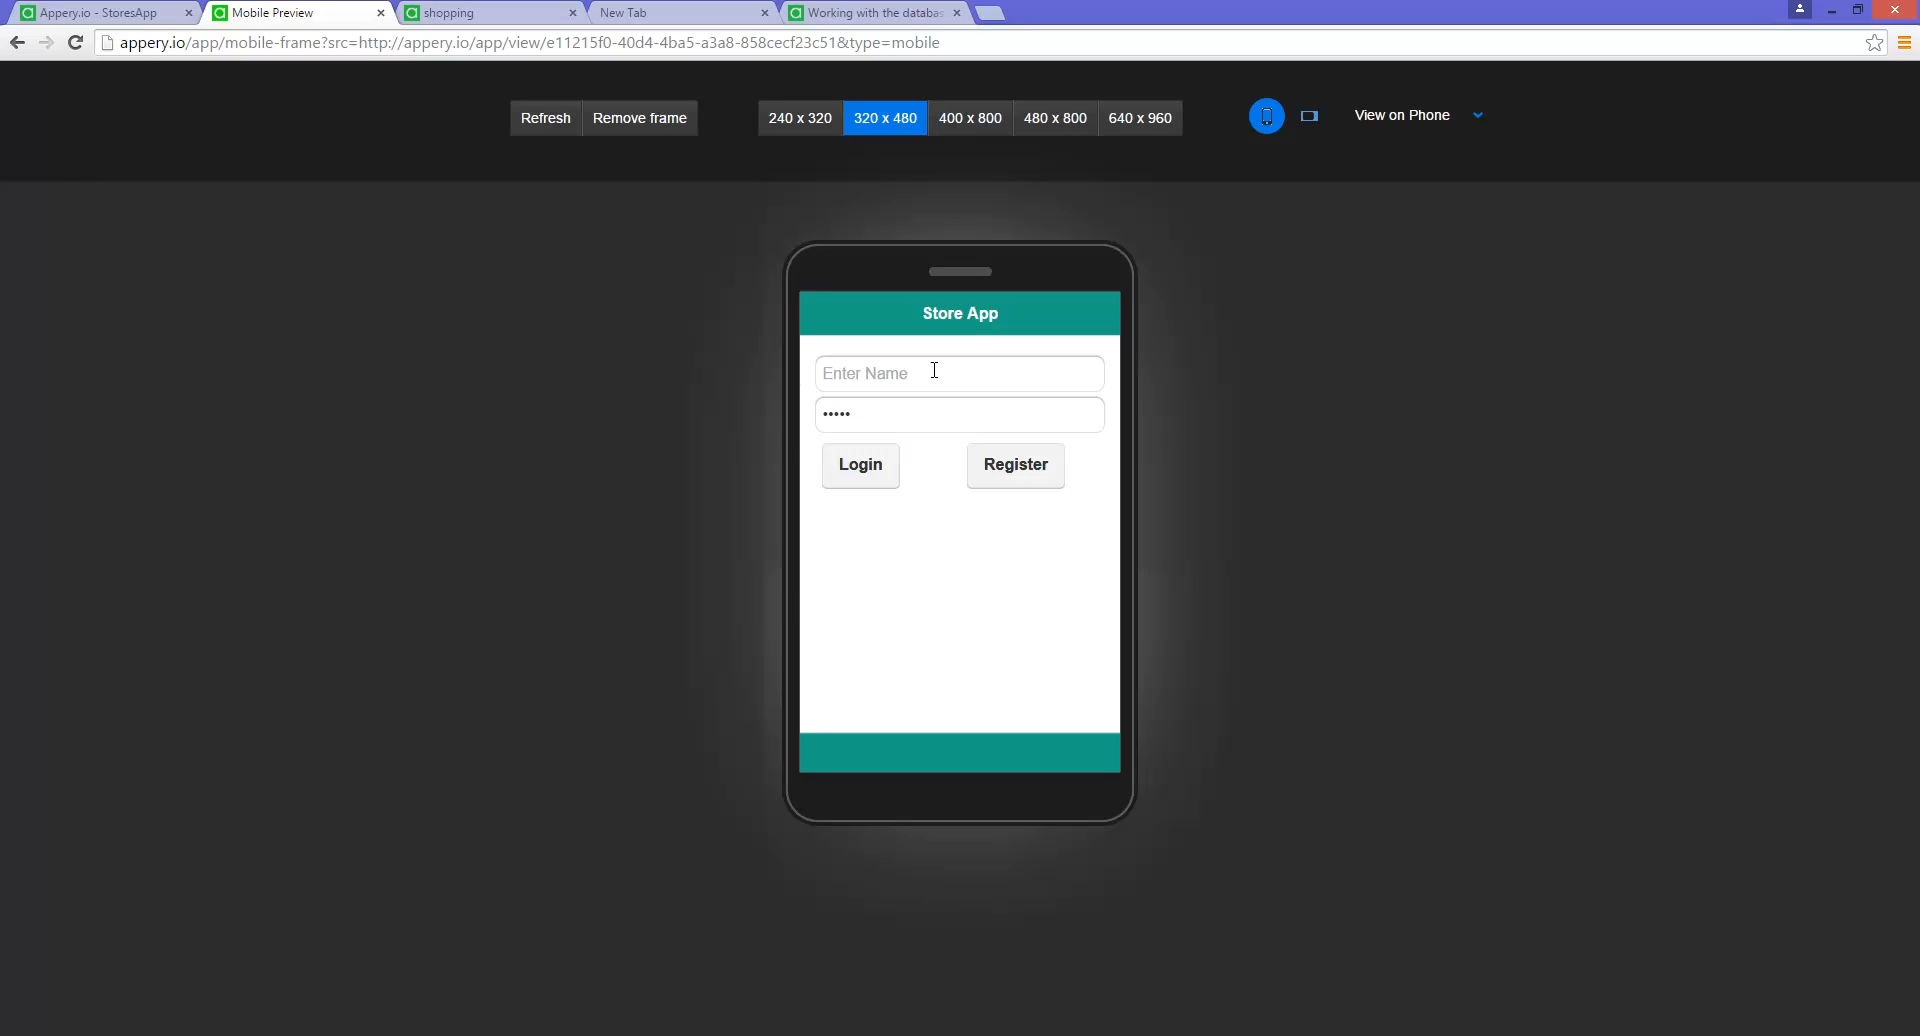 Appery.io - StoresApp
Mobile Preview
shopping
New Tab
Working with the databas
appery.io/app/mobile-frame?src=http://appery.io/app/view/e11215f0-40d4-4ba5-a3a8-858cecf23c51&type=mobile
Refresh
Remove frame
240 x 320
320 x 480
400 x 800
480 x 800
640 x 960
View on Phone
Store App
Enter Name
•••••
Login
Register